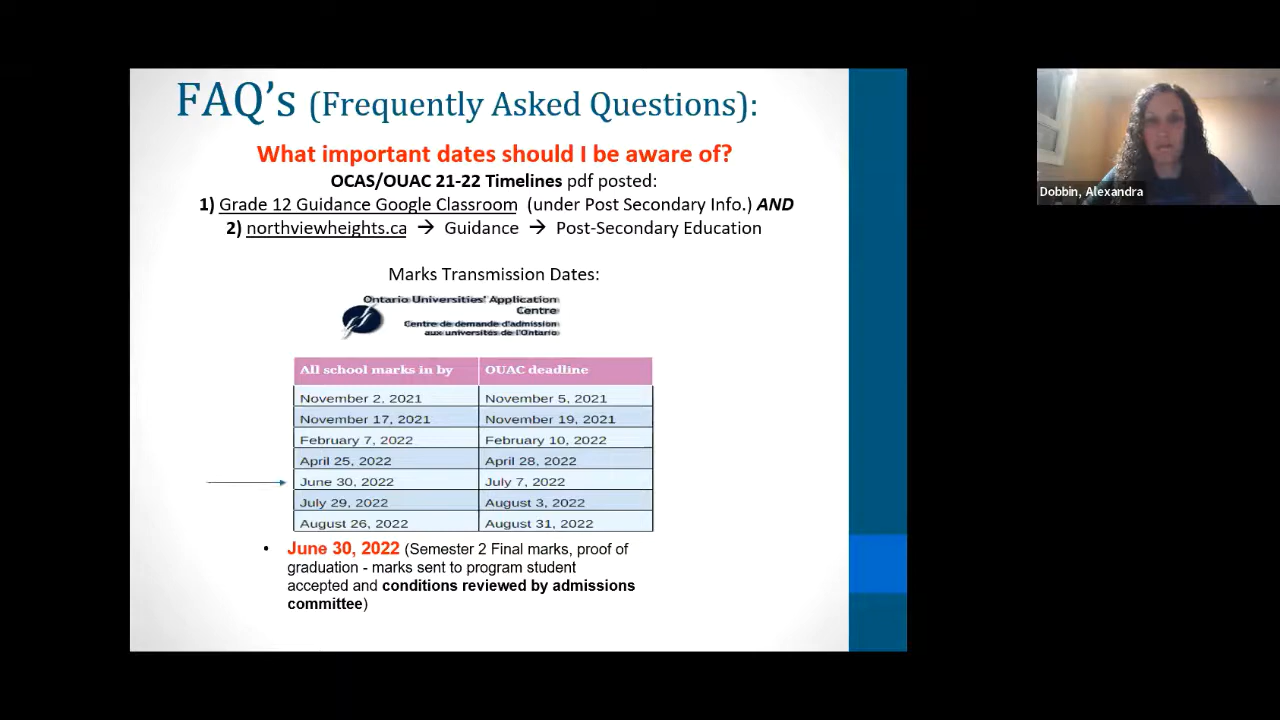 FAQ's (Frequently Asked Questions):
What important dates should I be aware of?
OCAS/OUAC 21-22 Timelines pdf posted:
1) Grade 12 Guidance Google Classroom (under Post Secondary Info.) AND
2) northviewheights.ca → Guidance → Post-Secondary Education
Marks Transmission Dates:
Ontario Universities' Application
Centre
Centre de demande d'admission
aux universités de l'Ontario
All school marks in by OUAC deadline
November 2, 2021 November 5, 2021
November 17, 2021 November 19, 2021
February 7, 2022 February 10, 2022
April 25, 2022 April 28, 2022
June 30, 2022 July 7, 2022
July 29, 2022 August 3, 2022
August 26, 2022 August 31, 2022
• June 30, 2022 (Semester 2 Final marks, proof of
graduation - marks sent to program student
accepted and conditions reviewed by admissions
committee)
Dobbin, Alexandra